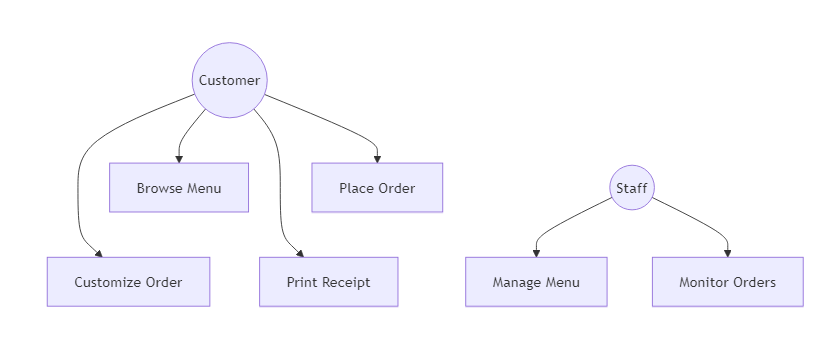 Customer
Browse Menu
Place Order
Staff
Customize Order
Print Receipt
Manage Menu
Monitor Orders